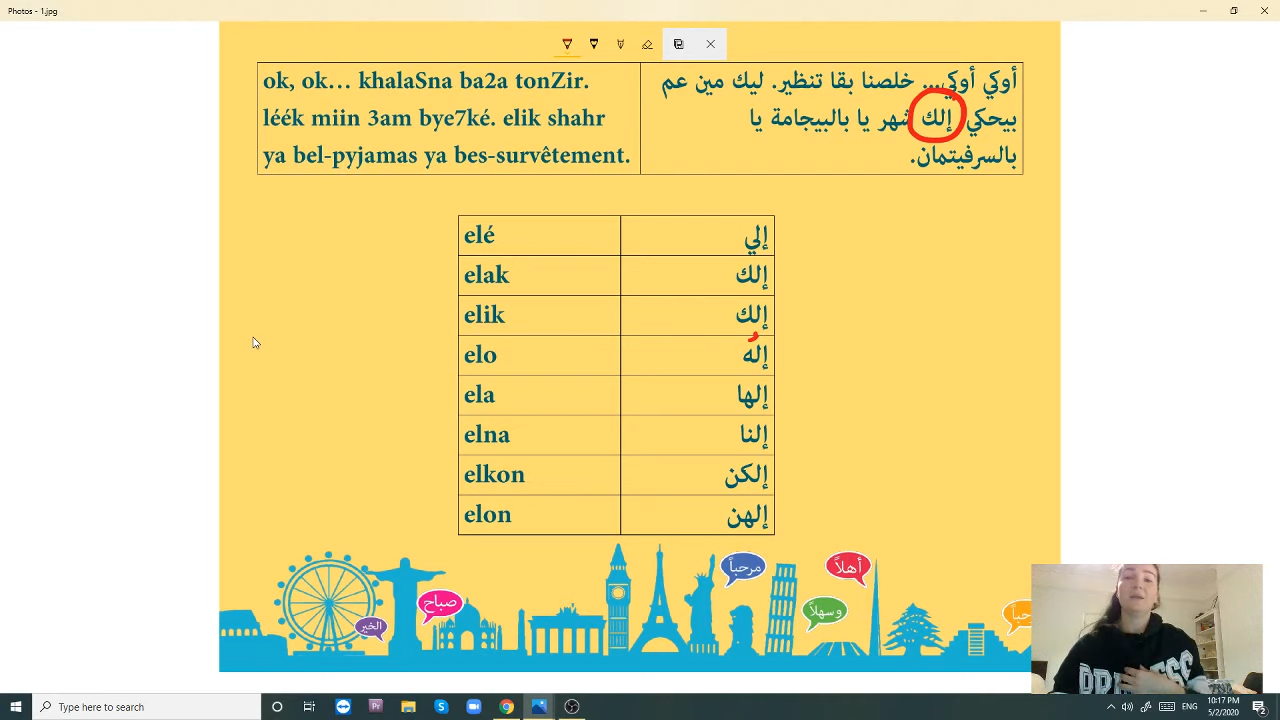 Photos - 1.jpg
ok, ok… khalaSna ba2a tonZir.
léék miin 3am bye7ké. elik shahr
ya bel-pyjamas ya bes-survêtement.
أوكي أوكي... خلصنا بقا تنظير. ليك مين عم
بيحكي إلك شهر يا بالبيجامة يا
بالسرفيتمان.
elé إلي
elak إلك
elik إلك
elo إلُه
ela إلها
elna إلنا
elkon إلكن
elon إلهن
صباح
الخير
مرحباً
أهلاً
وسهلاً
Type here to search
ENG
10:17 PM
5/2/2020
2